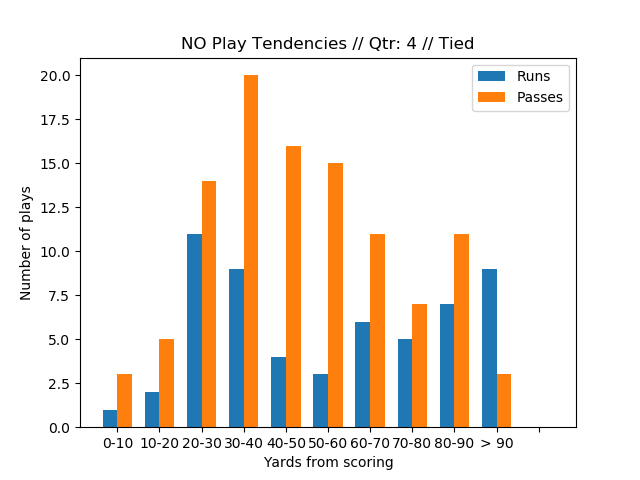 NO Play Tendencies // Qtr: 4 // Tied
Runs
Passes
Number of plays
20.0
17.5
15.0
12.5
10.0
7.5
5.0
2.5
0.0
0-10 10-20 20-30 30-40 40-50 50-60 60-70 70-80 80-90 > 90
Yards from scoring